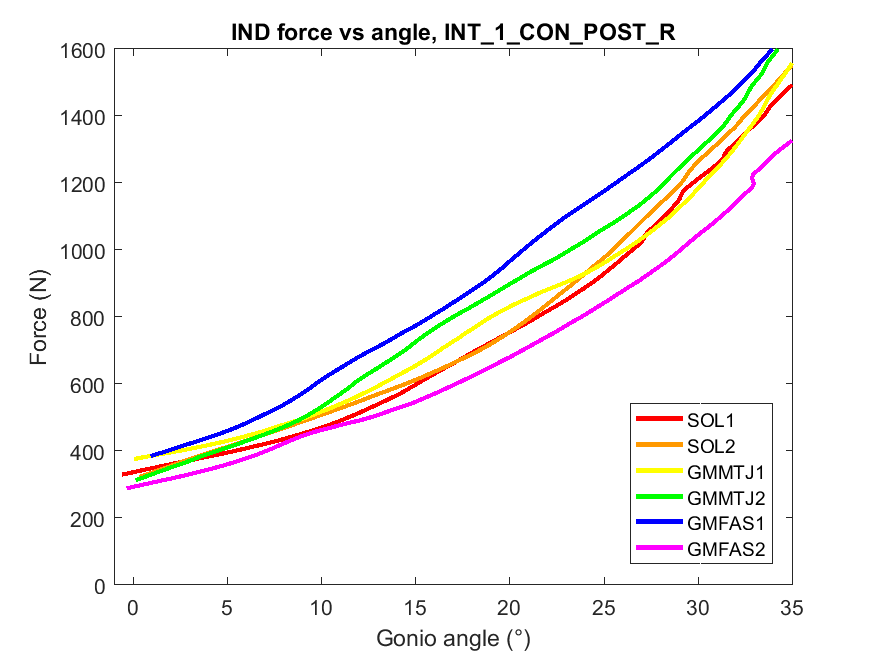 IND force vs angle, INT_1_CON_POST_R
1600
1400
1200
1000
800
600
400
200
0
Force (N)
0 5 10 15 20 25 30 35
Gonio angle (°)
SOL1
SOL2
GMMTJ1
GMMTJ2
GMFAS1
GMFAS2